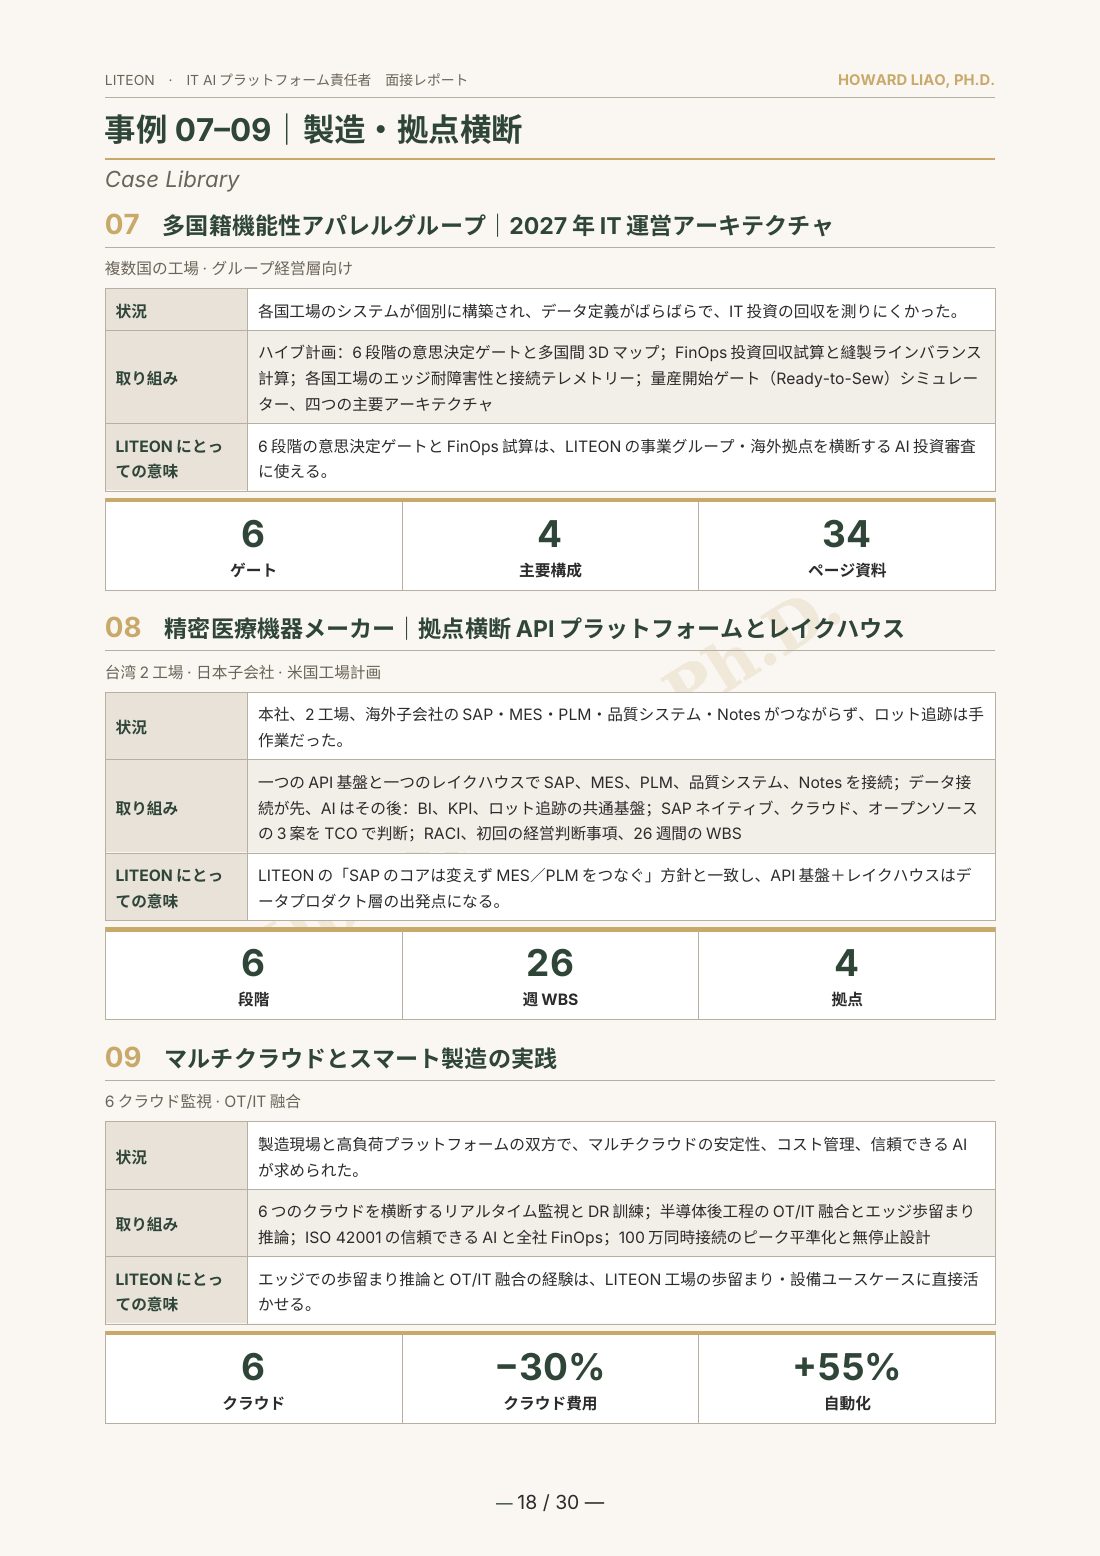 LITEON · IT AI プラットフォーム責任者 面接レポート
HOWARD LIAO, PH.D.
事例 07–09｜製造・拠点横断
Case Library
07 多国籍機能性アパレルグループ｜2027 年 IT 運営アーキテクチャ
複数国の工場 · グループ経営層向け
状況
各国工場のシステムが個別に構築され、データ定義がばらばらで、IT 投資の回収を測りにくかった。
取り組み
ハイブ計画：6 段階の意思決定ゲートと多国間 3D マップ；FinOps 投資回収試算と縫製ラインバランス
計算；各国工場のエッジ耐障害性と接続テレメトリー；量産開始ゲート（Ready-to-Sew）シミュレー
ター、四つの主要アーキテクチャ
LITEON にとっ
ての意味
6 段階の意思決定ゲートと FinOps 試算は、LITEON の事業グループ・海外拠点を横断する AI 投資審査
に使える。
6
ゲート
4
主要構成
34
ページ資料
08 精密医療機器メーカー｜拠点横断 API プラットフォームとレイクハウス
台湾 2 工場 · 日本子会社 · 米国工場計画
状況
本社、2 工場、海外子会社の SAP・MES・PLM・品質システム・Notes がつながらず、ロット追跡は手
作業だった。
取り組み
一つの API 基盤と一つのレイクハウスで SAP、MES、PLM、品質システム、Notes を接続；データ接
続が先、AI はその後：BI、KPI、ロット追跡の共通基盤；SAP ネイティブ、クラウド、オープンソース
の 3 案を TCO で判断；RACI、初回の経営判断事項、26 週間の WBS
LITEON にとっ
ての意味
LITEON の「SAP のコアは変えず MES／PLM をつなぐ」方針と一致し、API 基盤＋レイクハウスはデ
ータプロダクト層の出発点になる。
6
段階
26
週 WBS
4
拠点
09 マルチクラウドとスマート製造の実践
6 クラウド監視 · OT/IT 融合
状況
製造現場と高負荷プラットフォームの双方で、マルチクラウドの安定性、コスト管理、信頼できる AI
が求められた。
取り組み
6 つのクラウドを横断するリアルタイム監視と DR 訓練；半導体後工程の OT/IT 融合とエッジ歩留まり
推論；ISO 42001 の信頼できる AI と全社 FinOps；100 万同時接続のピーク平準化と無停止設計
LITEON にとっ
ての意味
エッジでの歩留まり推論と OT/IT 融合の経験は、LITEON 工場の歩留まり・設備ユースケースに直接活
かせる。
6
クラウド
−30%
クラウド費用
+55%
自動化
Ph.D.
— 18 / 30 —